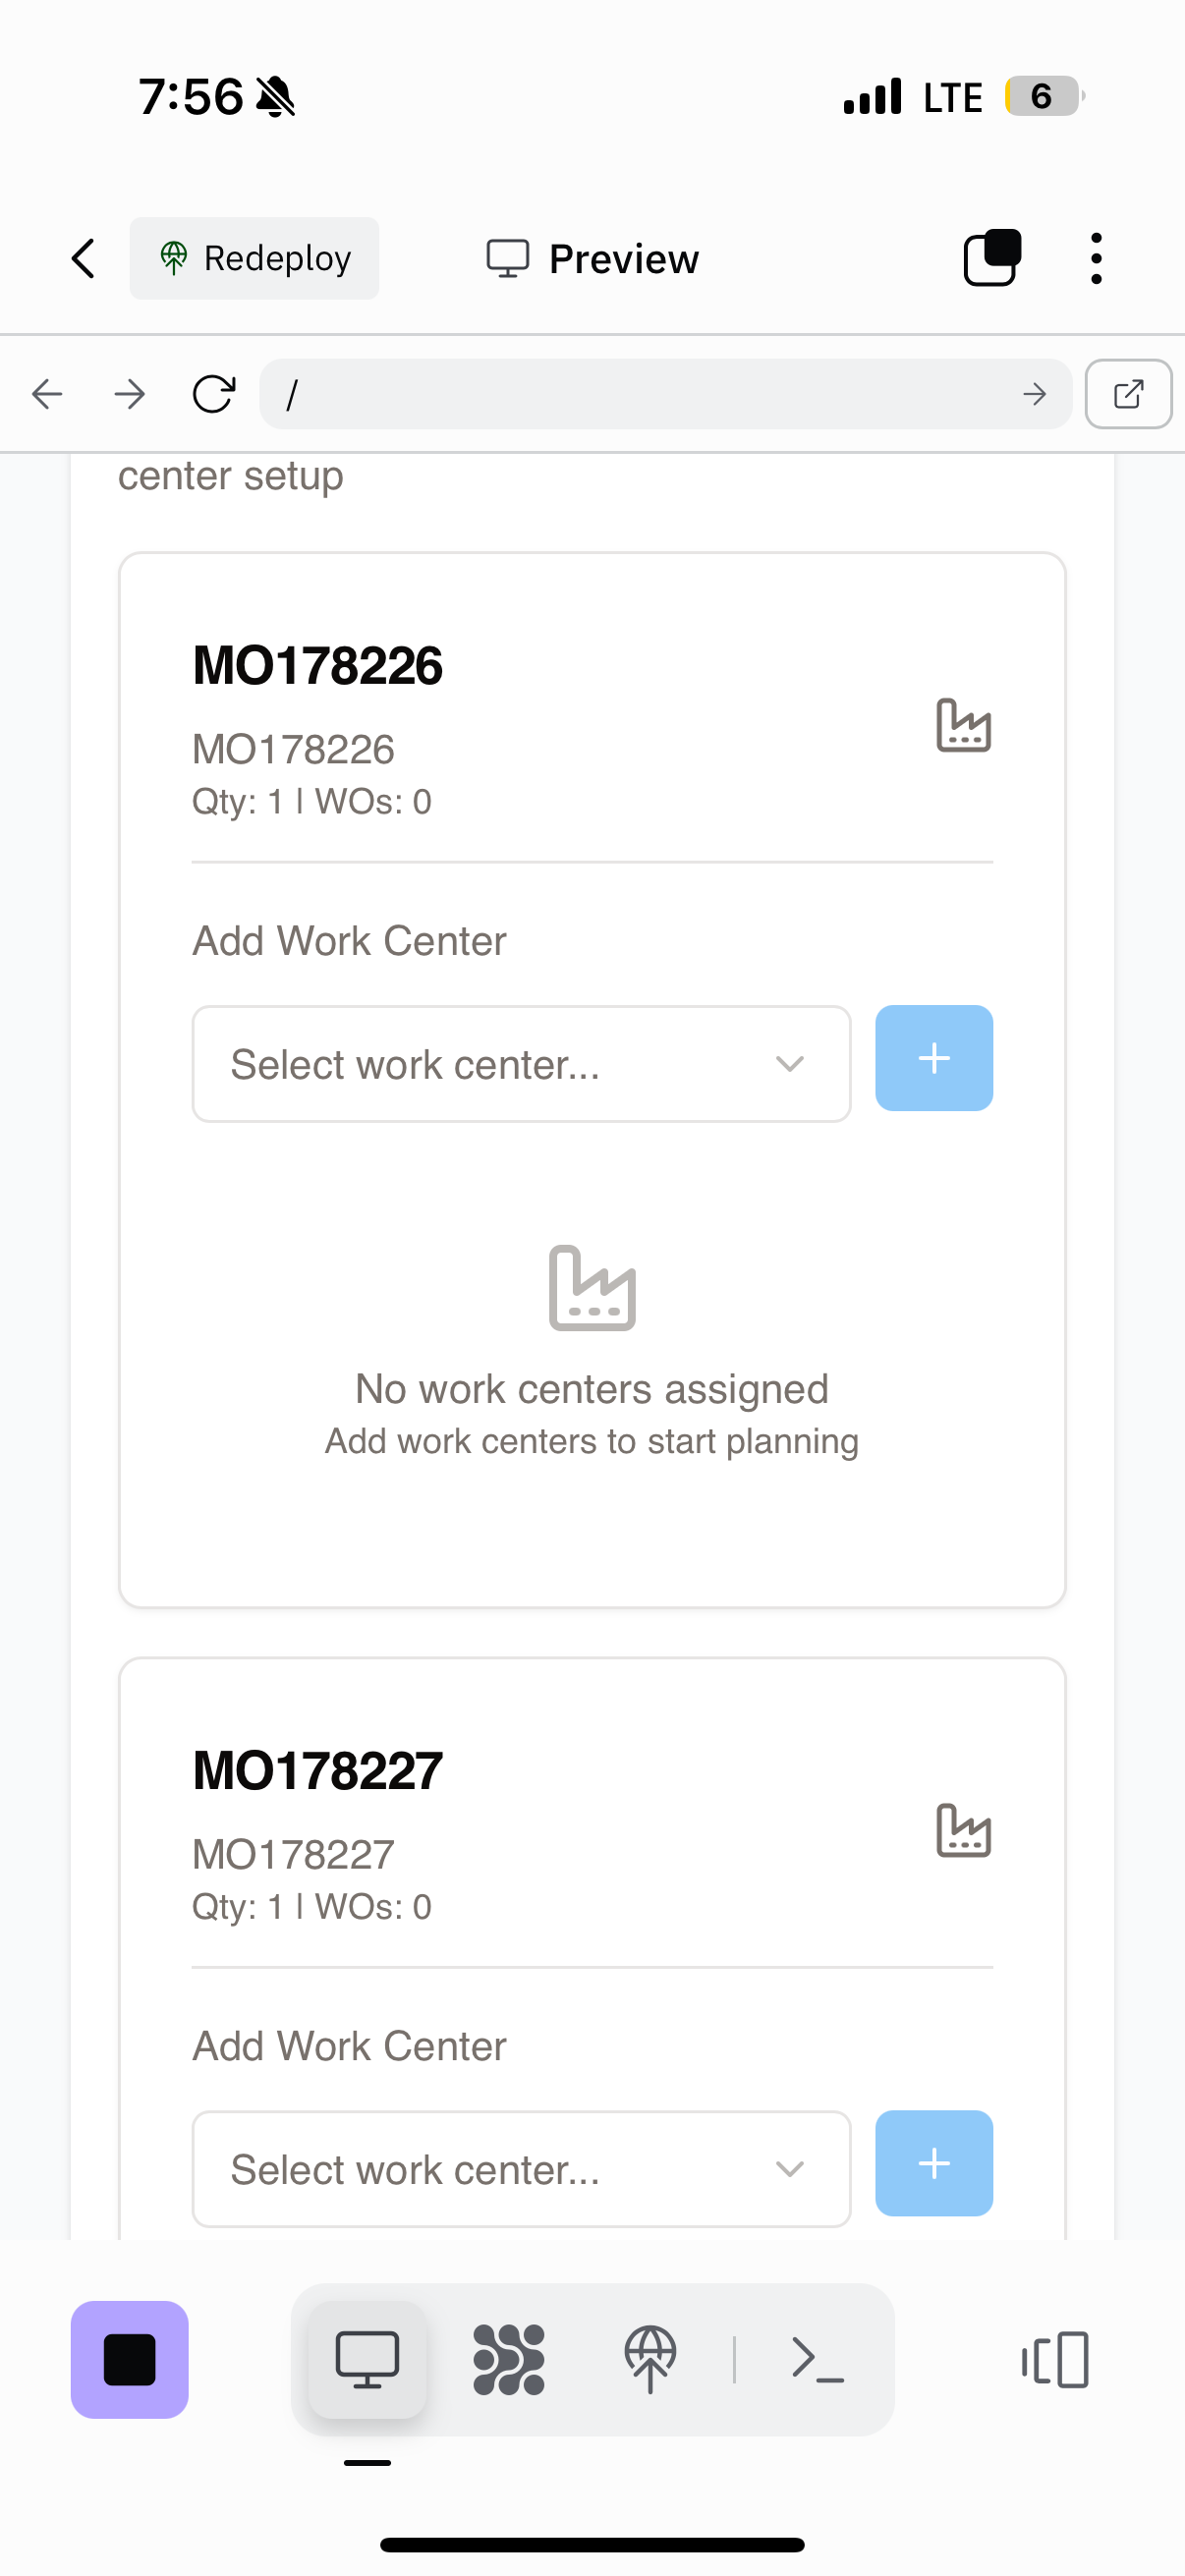 7:56
LTE
6
Redeploy
Preview
/
center setup
MO178226
MO178226
Qty: 1 | WOs: 0
Add Work Center
Select work center...
No work centers assigned
Add work centers to start planning
MO178227
MO178227
Qty: 1 | WOs: 0
Add Work Center
Select work center...